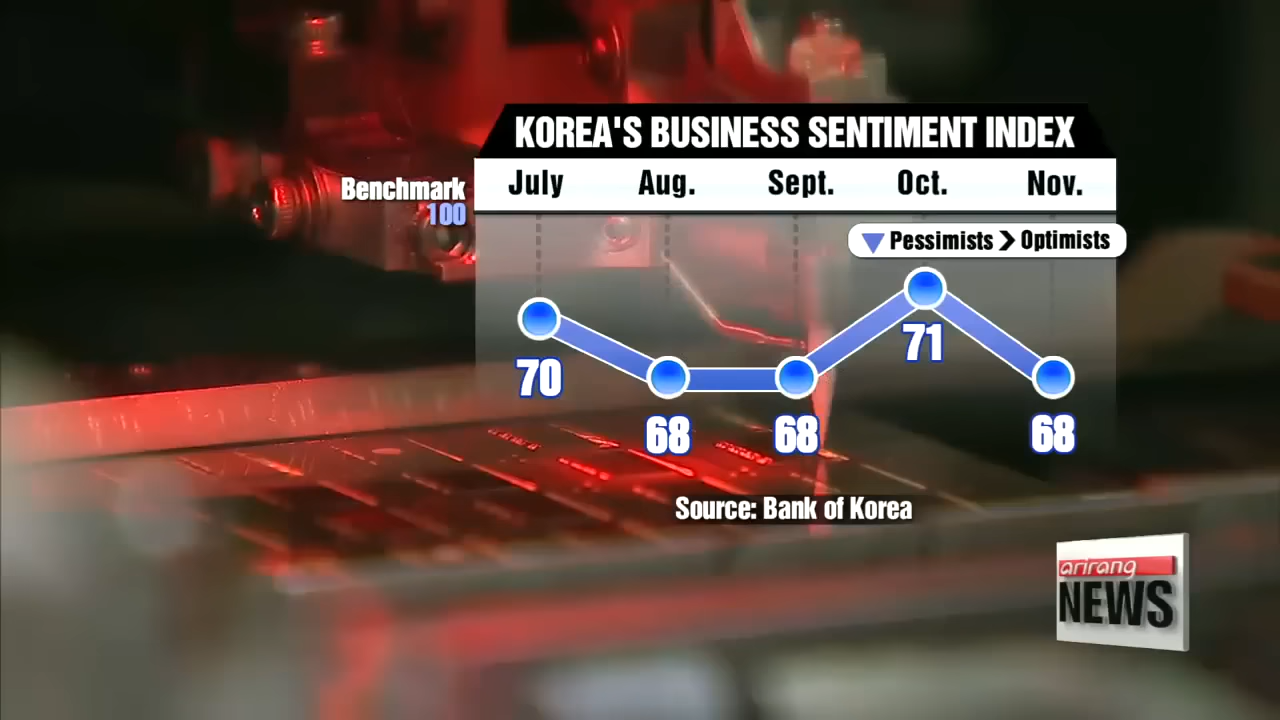 KOREA'S BUSINESS SENTIMENT INDEX
July Aug. Sept. Oct. Nov.
Benchmark
100
Pessimists > Optimists
70 68 68 71 68
Source: Bank of Korea
arirang
NEWS